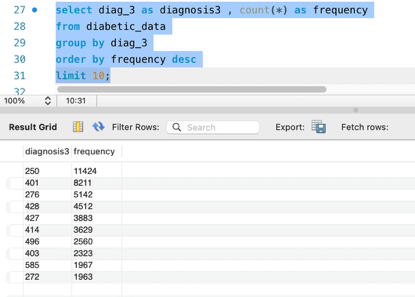 27 select diag_3 as diagnosis3 , count(*) as frequency
28 from diabetic_data
29 group by diag_3
30 order by frequency desc
31 limit 10;
32
100% 10:31
Result Grid Filter Rows: Search Export: Fetch rows:
diagnosis3 frequency
250 11424
401 8211
276 5142
428 4512
427 3883
414 3629
496 2560
403 2323
585 1967
272 1963